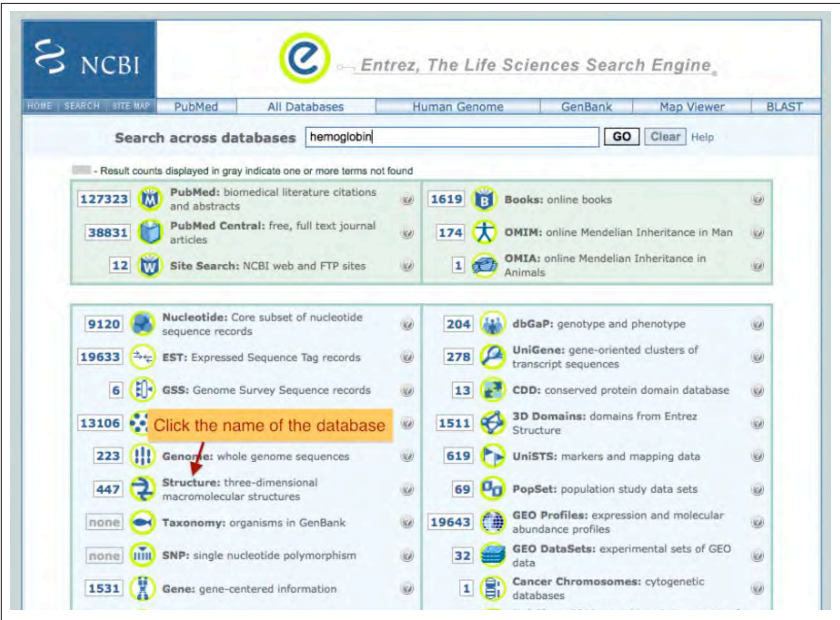 NCBI
e Entrez, The Life Sciences Search Engine
HOME SEARCH SITE MAP PubMed All Databases Human Genome GenBank Map Viewer BLAST
Search across databases hemoglobin GO Clear Help
- Result counts displayed in gray indicate one or more terms not found
127323 M PubMed: biomedical literature citations
and abstracts
38831 PubMed Central: free, full text journal
articles
12 W Site Search: NCBI web and FTP sites
1619 B Books: online books
174 OMIM: online Mendelian Inheritance in Man
1 OMIA: online Mendelian Inheritance in
Animals
9120 Nucleotide: Core subset of nucleotide
sequence records
19633 EST: Expressed Sequence Tag records
6 GSS: Genome Survey Sequence records
13106 Click the name of the database
223 Genome: whole genome sequences
447 Structure: three-dimensional
macromolecular structures
none Taxonomy: organisms in GenBank
none SNP: single nucleotide polymorphism
1531 Gene: gene-centered information
204 dbGaP: genotype and phenotype
278 UniGene: gene-oriented clusters of
transcript sequences
13 CDD: conserved protein domain database
1511 3D Domains: domains from Entrez
Structure
619 UniSTS: markers and mapping data
69 PopSet: population study data sets
19643 GEO Profiles: expression and molecular
abundance profiles
32 GEO DataSets: experimental sets of GEO
data
1 Cancer Chromosomes: cytogenetic
databases